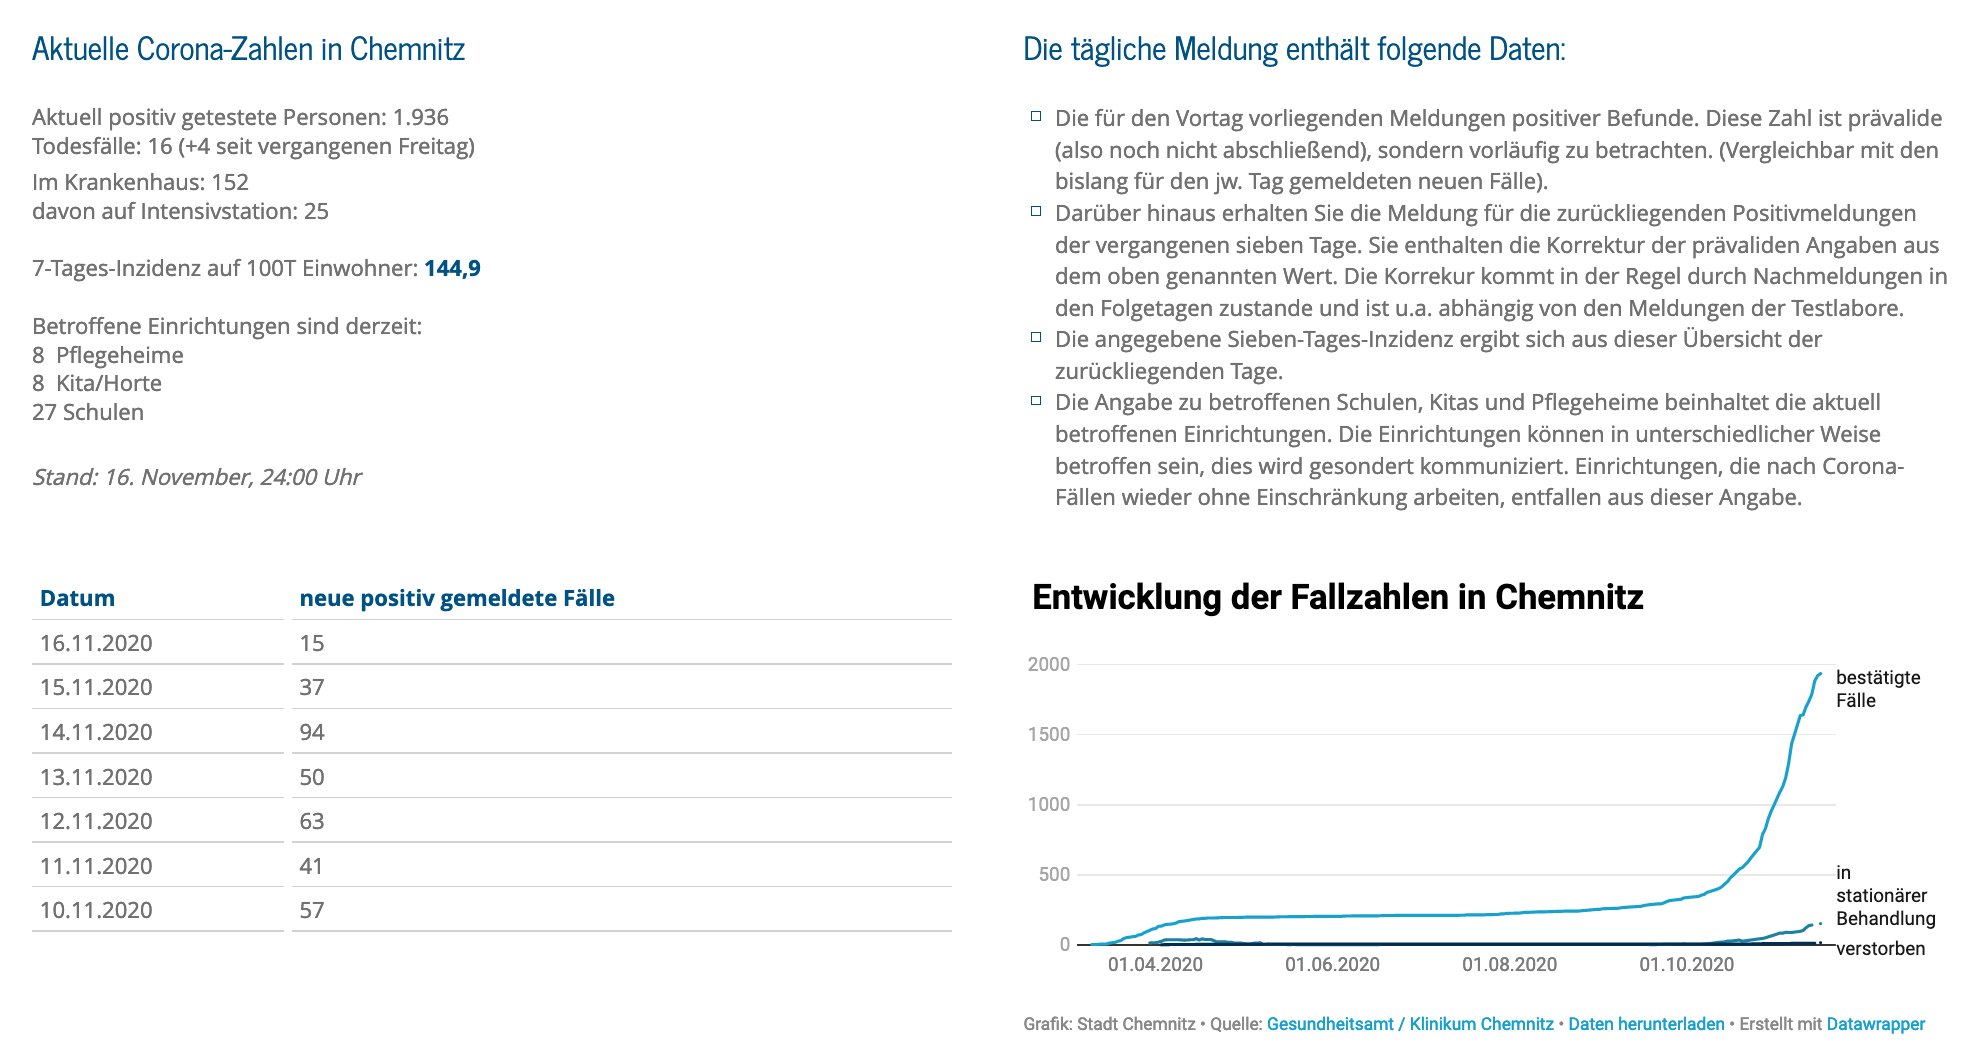 Aktuelle Corona-Zahlen in Chemnitz
Aktuell positiv getestete Personen: 1.936
Todesfälle: 16 (+4 seit vergangenen Freitag)
Im Krankenhaus: 152
davon auf Intensivstation: 25
7-Tages-Inzidenz auf 100T Einwohner: 144,9
Betroffene Einrichtungen sind derzeit:
8 Pflegeheime
8 Kita/Horte
27 Schulen
Stand: 16. November, 24:00 Uhr
Die tägliche Meldung enthält folgende Daten:
Die für den Vortag vorliegenden Meldungen positiver Befunde. Diese Zahl ist prävalide
(also noch nicht abschließend), sondern vorläufig zu betrachten. (Vergleichbar mit den
bislang für den jw. Tag gemeldeten neuen Fälle).
Darüber hinaus erhalten Sie die Meldung für die zurückliegenden Positivmeldungen
der vergangenen sieben Tage. Sie enthalten die Korrektur der prävaliden Angaben aus
dem oben genannten Wert. Die Korrekur kommt in der Regel durch Nachmeldungen in
den Folgetagen zustande und ist u.a. abhängig von den Meldungen der Testlabore.
Die angegebene Sieben-Tages-Inzidenz ergibt sich aus dieser Übersicht der
zurückliegenden Tage.
Die Angabe zu betroffenen Schulen, Kitas und Pflegeheime beinhaltet die aktuell
betroffenen Einrichtungen. Die Einrichtungen können in unterschiedlicher Weise
betroffen sein, dies wird gesondert kommuniziert. Einrichtungen, die nach Corona-
Fällen wieder ohne Einschränkung arbeiten, entfallen aus dieser Angabe.
Datum neue positiv gemeldete Fälle
16.11.2020 15
15.11.2020 37
14.11.2020 94
13.11.2020 50
12.11.2020 63
11.11.2020 41
10.11.2020 57
Entwicklung der Fallzahlen in Chemnitz
2000
1500
1000
500
0
bestätigte
Fälle
in
stationärer
Behandlung
verstorben
01.04.2020 01.06.2020 01.08.2020 01.10.2020
Grafik: Stadt Chemnitz • Quelle: Gesundheitsamt / Klinikum Chemnitz • Daten herunterladen • Erstellt mit Datawrapper